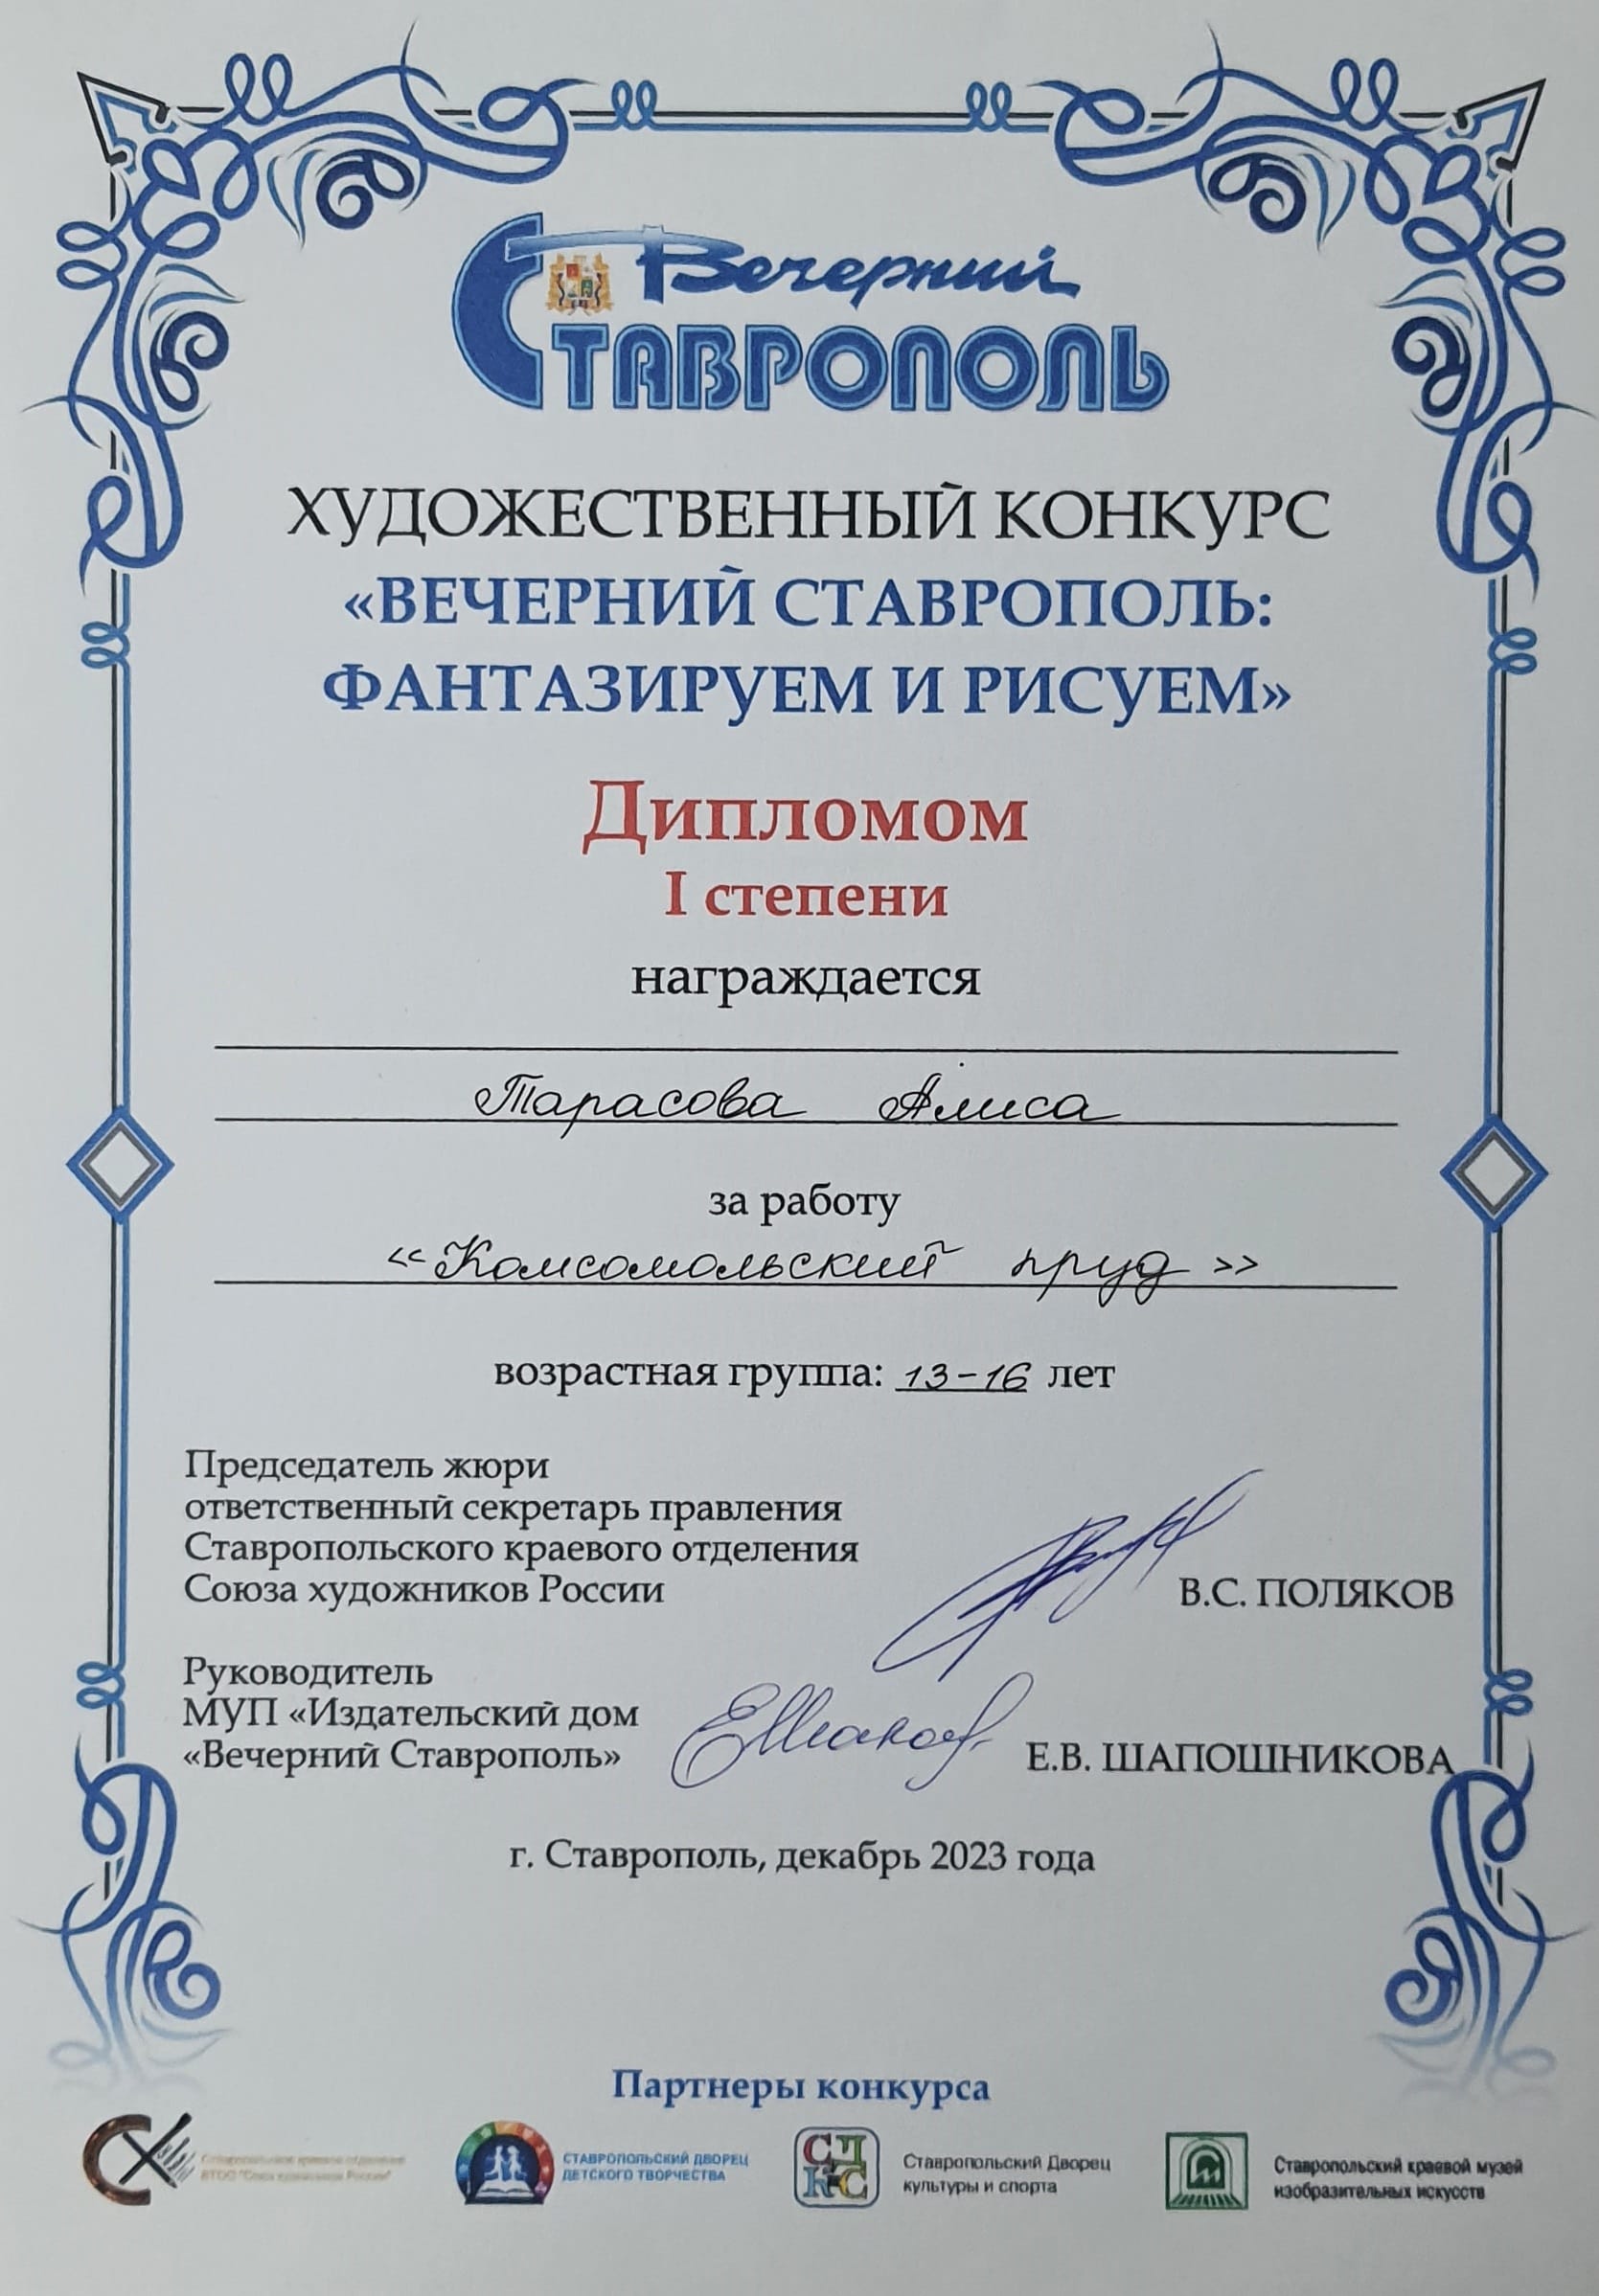 Вечерний
Ставрополь
ХУДОЖЕСТВЕННЫЙ КОНКУРС
«ВЕЧЕРНИЙ СТАВРОПОЛЬ:
ФАНТАЗИРУЕМ И РИСУЕМ»
Дипломом
I степени
награждается
Тарасова Алиса
за работу
«Комсомольский пруд»
возрастная группа: 13-16 лет
Председатель жюри
ответственный секретарь правления
Ставропольского краевого отделения
Союза художников России
В.С. ПОЛЯКОВ
Руководитель
МУП «Издательский дом
«Вечерний Ставрополь»
Е.В. ШАПОШНИКОВА
г. Ставрополь, декабрь 2023 года
Партнеры конкурса
Ставропольское краевое отделение
ВТОО "Союз художников России"
СТАВРОПОЛЬСКИЙ ДВОРЕЦ
ДЕТСКОГО ТВОРЧЕСТВА
СДКС
Ставропольский Дворец
культуры и спорта
Ставропольский краевой музей
изобразительных искусств